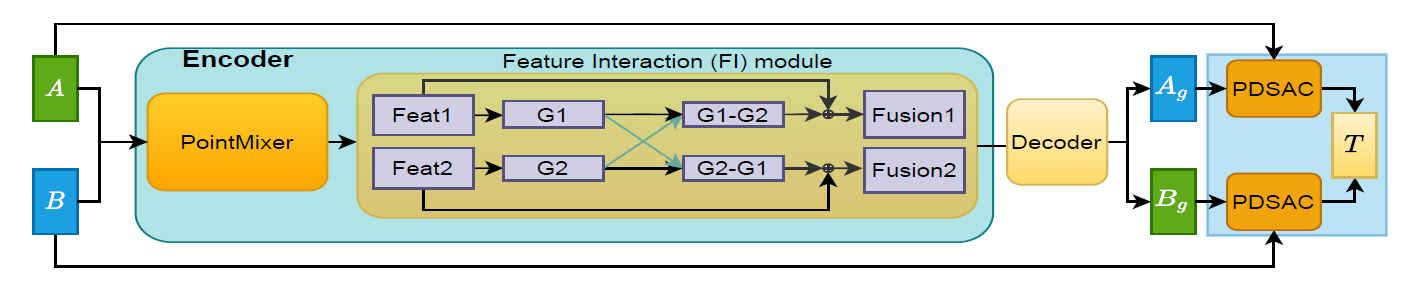 Encoder
Feature Interaction (FI) module
A
B
PointMixer
Feat1
G1
G1-G2
Fusion1
Feat2
G2
G2-G1
Fusion2
Decoder
A_g
B_g
PDSAC
PDSAC
T